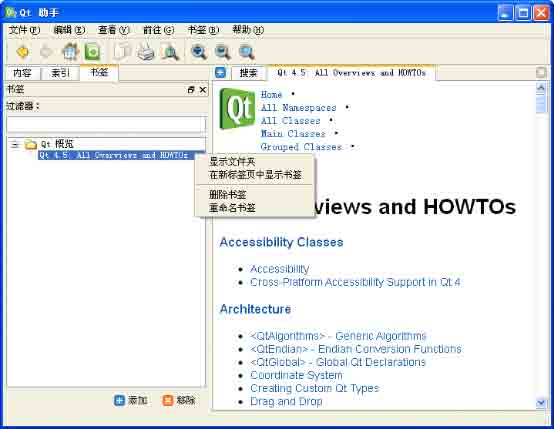 Qt 助手
文件(F) 编辑(E) 查看(V) 前往(G) 书签(B) 帮助(H)
内容 索引 书签
搜索 Qt 4.5: All Overviews and HOWTOs
书签
过滤器:
Qt 概览
Qt 4.5: All Overviews and HOWTOs
显示文件夹
在新标签页中显示书签
删除书签
重命名书签
添加 移除
Qt
Home •
All Namespaces •
All Classes •
Main Classes •
Grouped Classes •
views and HOWTOs
Accessibility Classes
• Accessibility
• Cross-Platform Accessibility Support in Qt 4
Architecture
• <QtAlgorithms> - Generic Algorithms
• <QtEndian> - Endian Conversion Functions
• <QtGlobal> - Global Qt Declarations
• Coordinate System
• Creating Custom Qt Types
• Drag and Drop